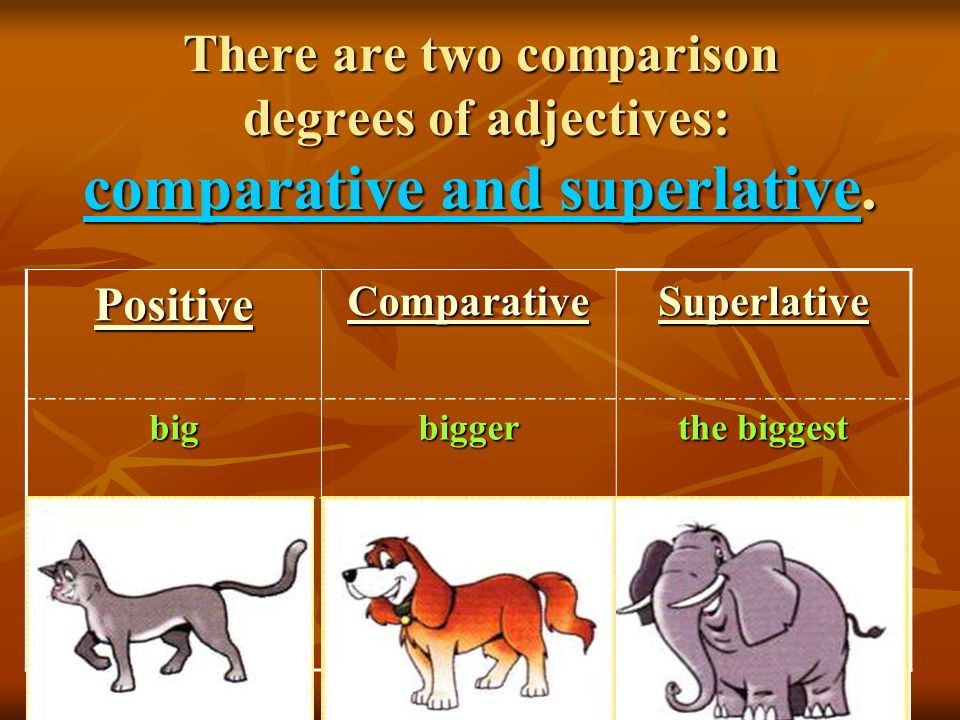 There are two comparison
degrees of adjectives:
comparative and superlative.
Positive Comparative Superlative
big bigger the biggest